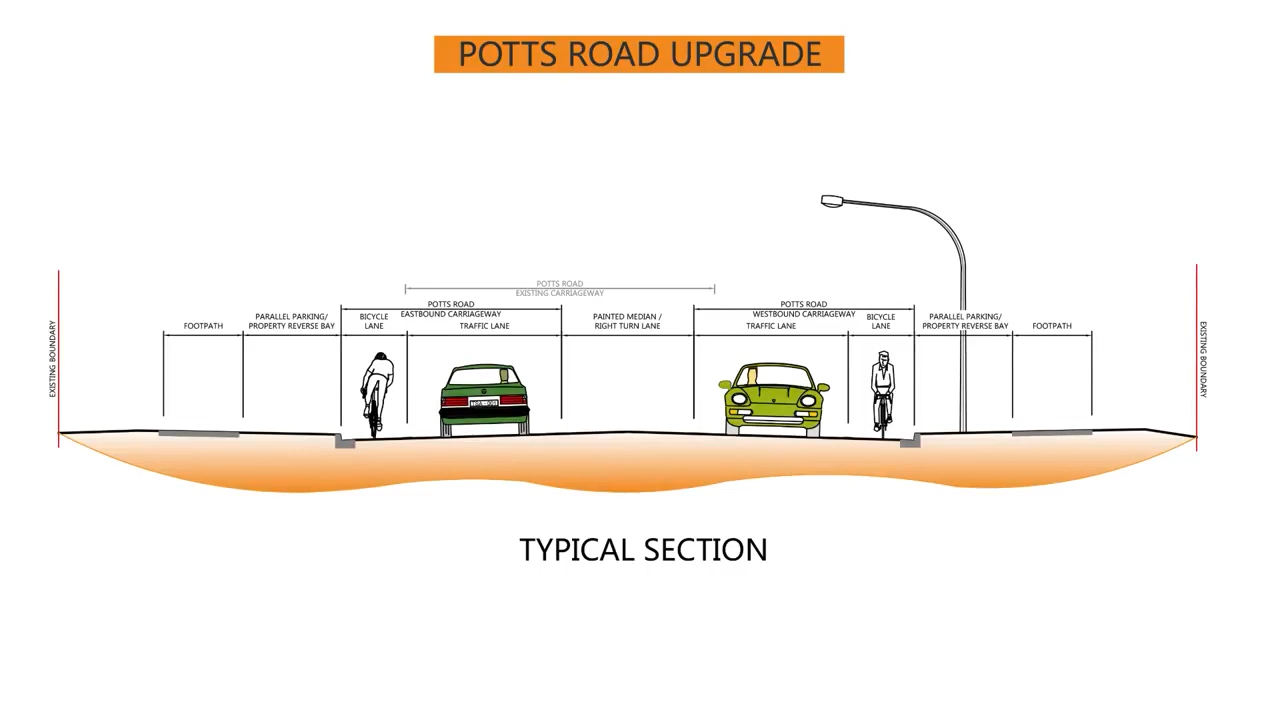 POTTS ROAD UPGRADE
POTTS ROAD
EXISTING CARRIAGEWAY
POTTS ROAD
EASTBOUND CARRIAGEWAY
POTTS ROAD
WESTBOUND CARRIAGEWAY
EXISTING BOUNDARY
FOOTPATH
PARALLEL PARKING/
PROPERTY REVERSE BAY
BICYCLE
LANE
TRAFFIC LANE
PAINTED MEDIAN /
RIGHT TURN LANE
TRAFFIC LANE
BICYCLE
LANE
PARALLEL PARKING/
PROPERTY REVERSE BAY
FOOTPATH
EXISTING BOUNDARY
TYPICAL SECTION